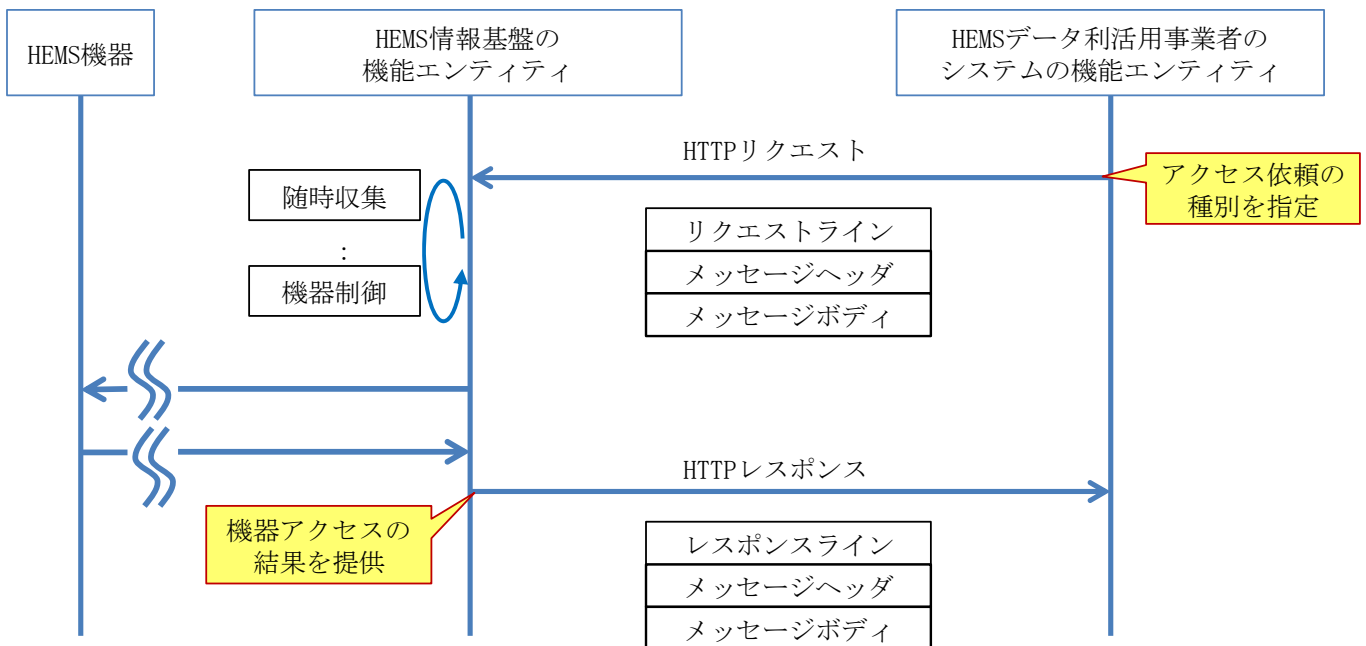 HEMS機器
HEMS情報基盤の
機能エンティティ
HEMSデータ利活用事業者の
システムの機能エンティティ
HTTPリクエスト
アクセス依頼の
種別を指定
随時収集
:
機器制御
リクエストライン
メッセージヘッダ
メッセージボディ
HTTPレスポンス
機器アクセスの
結果を提供
レスポンスライン
メッセージヘッダ
メッセージボディ